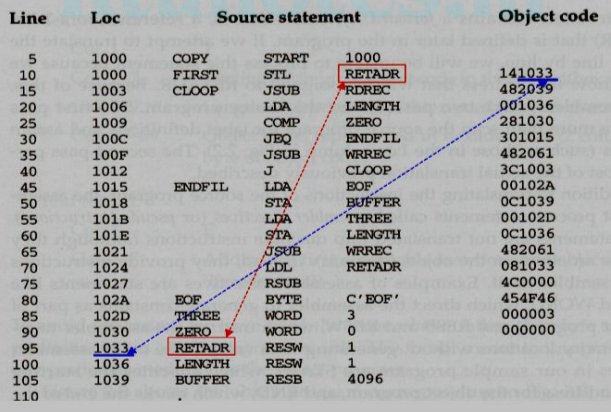 Line Loc Source statement Object code
5 1000 COPY START 1000
10 1000 FIRST STL RETADR 141033
15 1003 CLOOP JSUB RDREC 482039
20 1006 LDA LENGTH 001036
25 1009 COMP ZERO 281030
30 100C JEQ ENDFIL 301015
35 100F JSUB WRREC 482061
40 1012 J CLOOP 3C1003
45 1015 ENDFIL LDA EOF 00102A
50 1018 STA BUFFER 0C1039
55 101B LDA THREE 00102D
60 101E STA LENGTH 0C1036
65 1021 JSUB WRREC 482061
70 1024 LDL RETADR 081033
75 1027 RSUB 4C0000
80 102A EOF BYTE C'EOF' 454F46
85 102D THREE WORD 3 000003
90 1030 ZERO WORD 0 000000
95 1033 RETADR RESW 1
100 1036 LENGTH RESW 1
105 1039 BUFFER RESB 4096
110 .